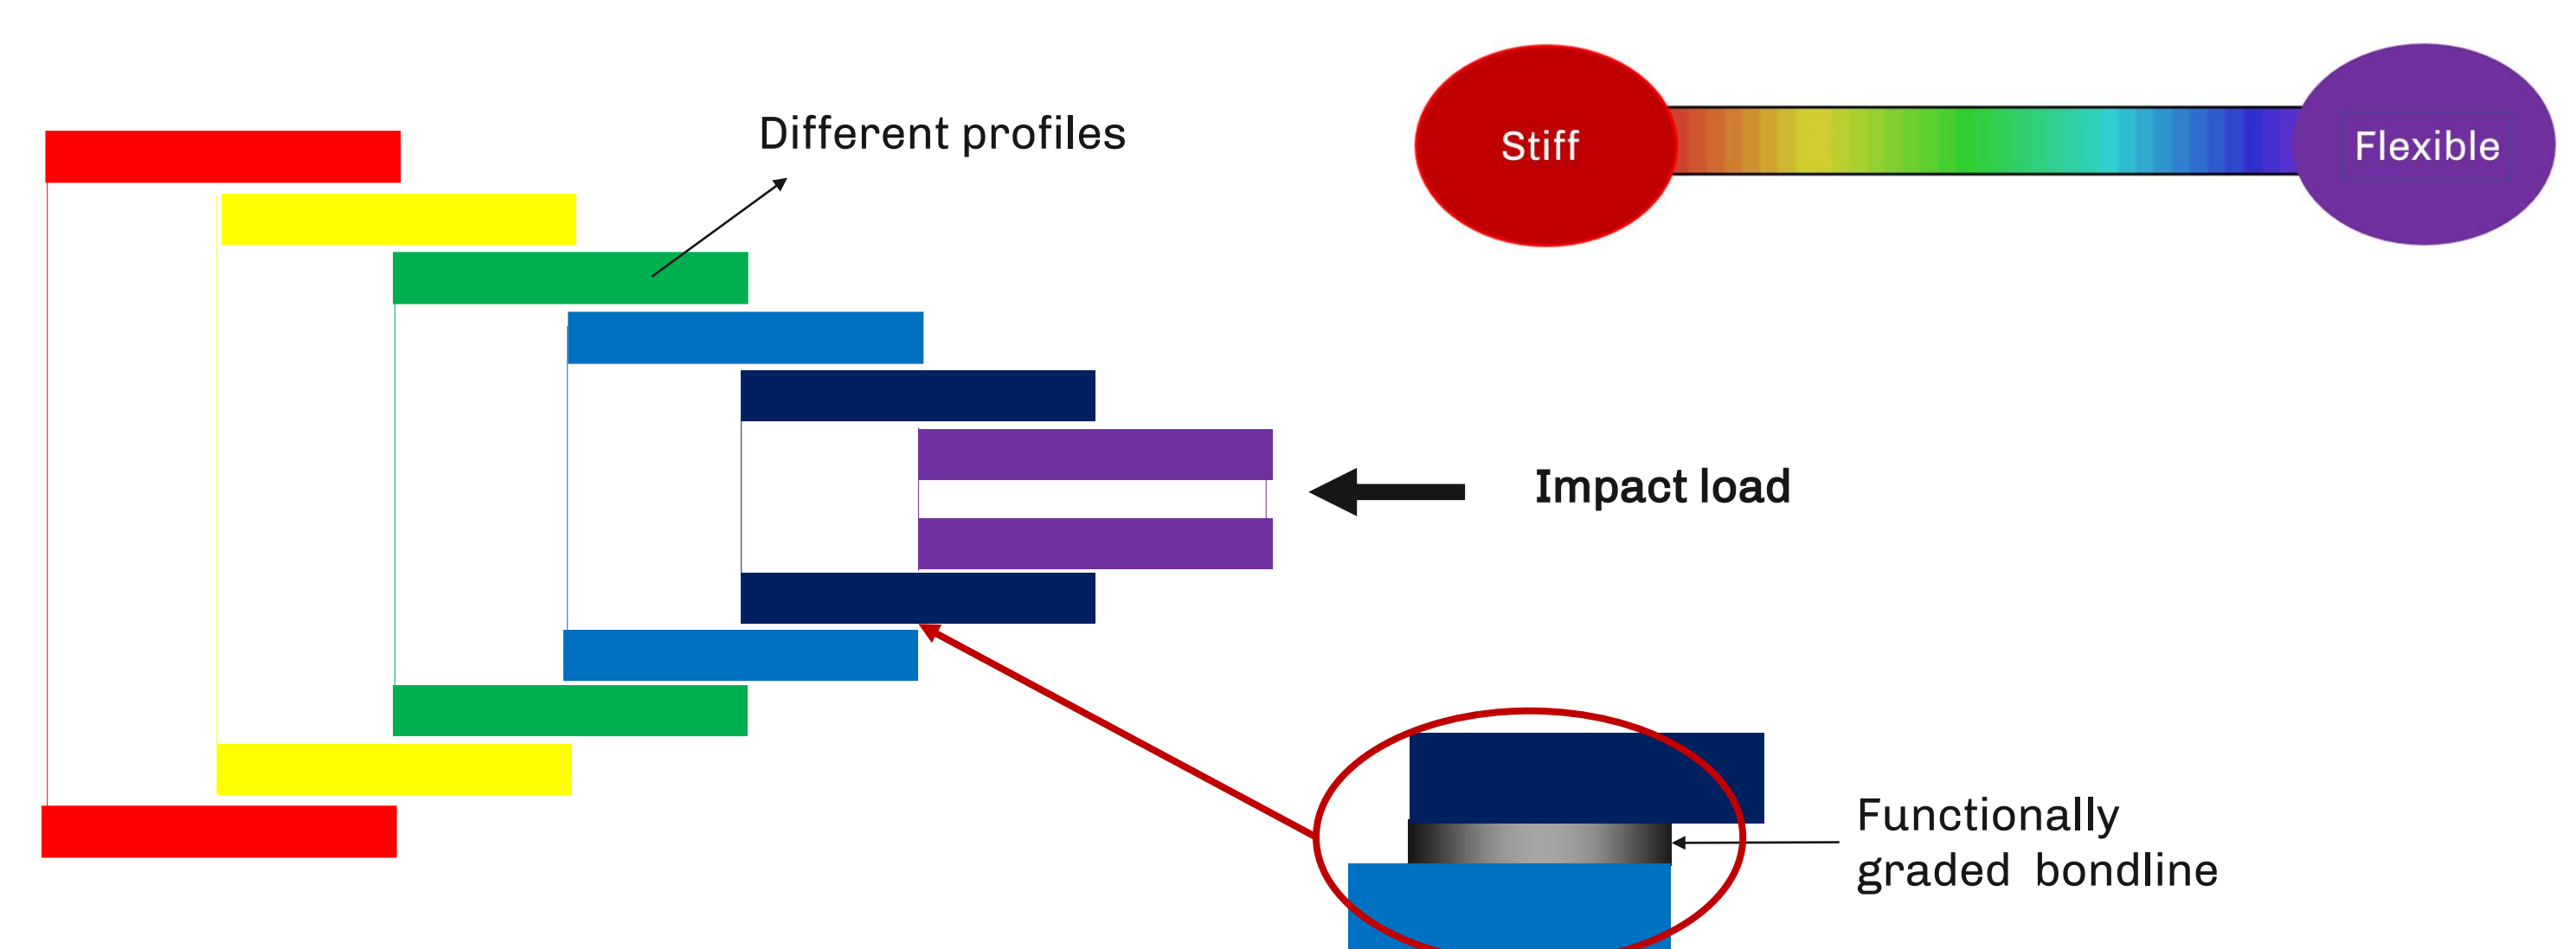 Different profiles
Stiff
Flexible
Impact load
Functionally
graded bondline